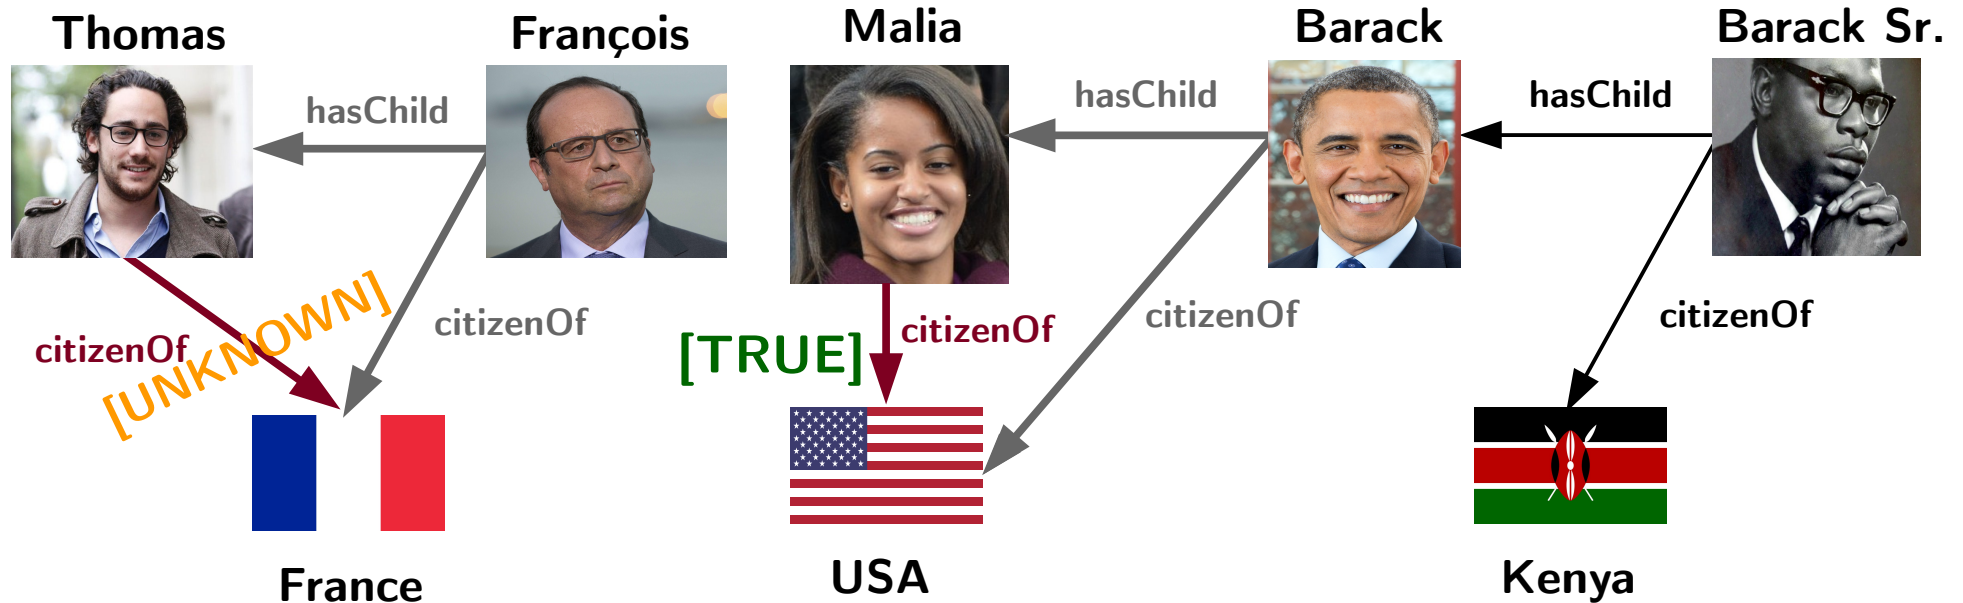 Thomas
François
Malia
Barack
Barack Sr.
hasChild
hasChild
hasChild
citizenOf
[UNKNOWN]
citizenOf
[TRUE]
citizenOf
citizenOf
citizenOf
France
USA
Kenya